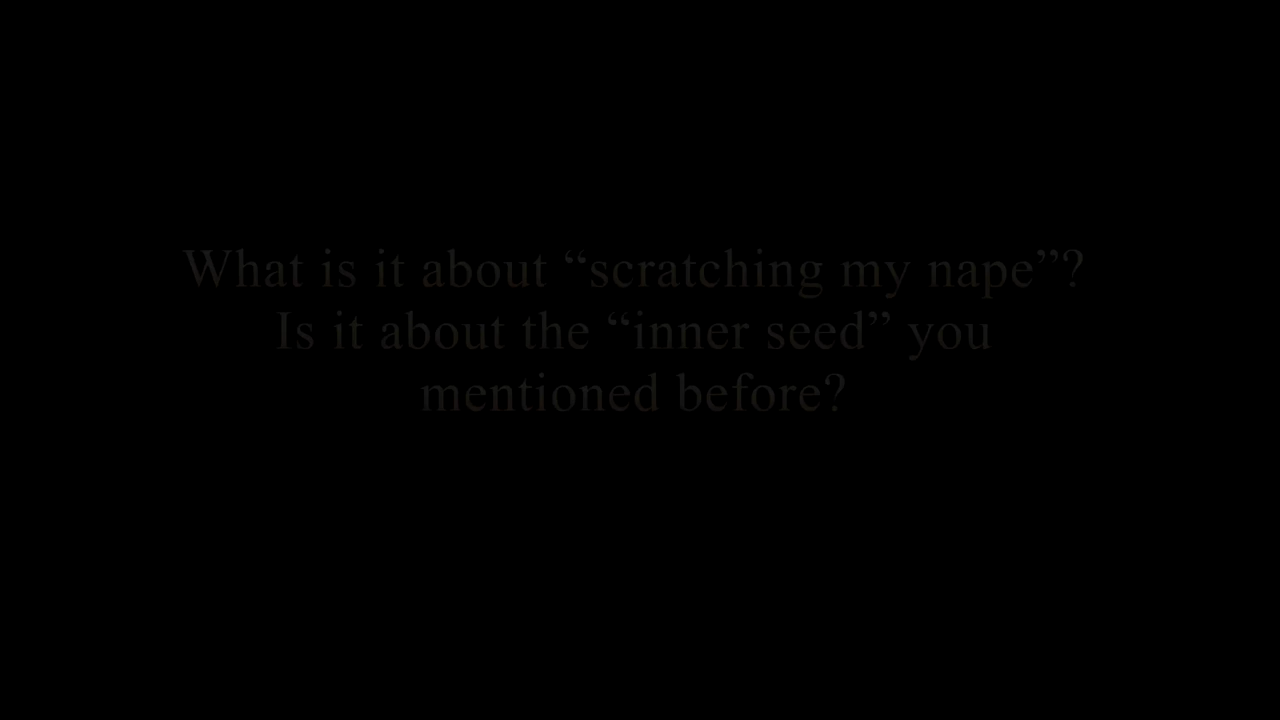 What is it about “scratching my nape”?
Is it about the “inner seed” you
mentioned before?